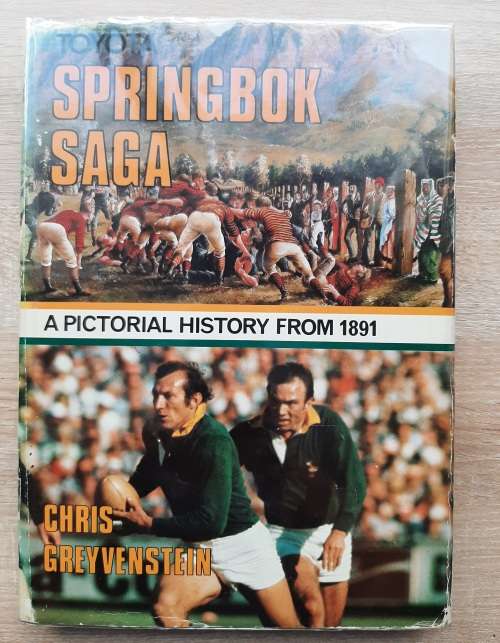 TOYOTA
SPRINGBOK
SAGA
A PICTORIAL HISTORY FROM 1891
CHRIS
GREYVENSTEIN